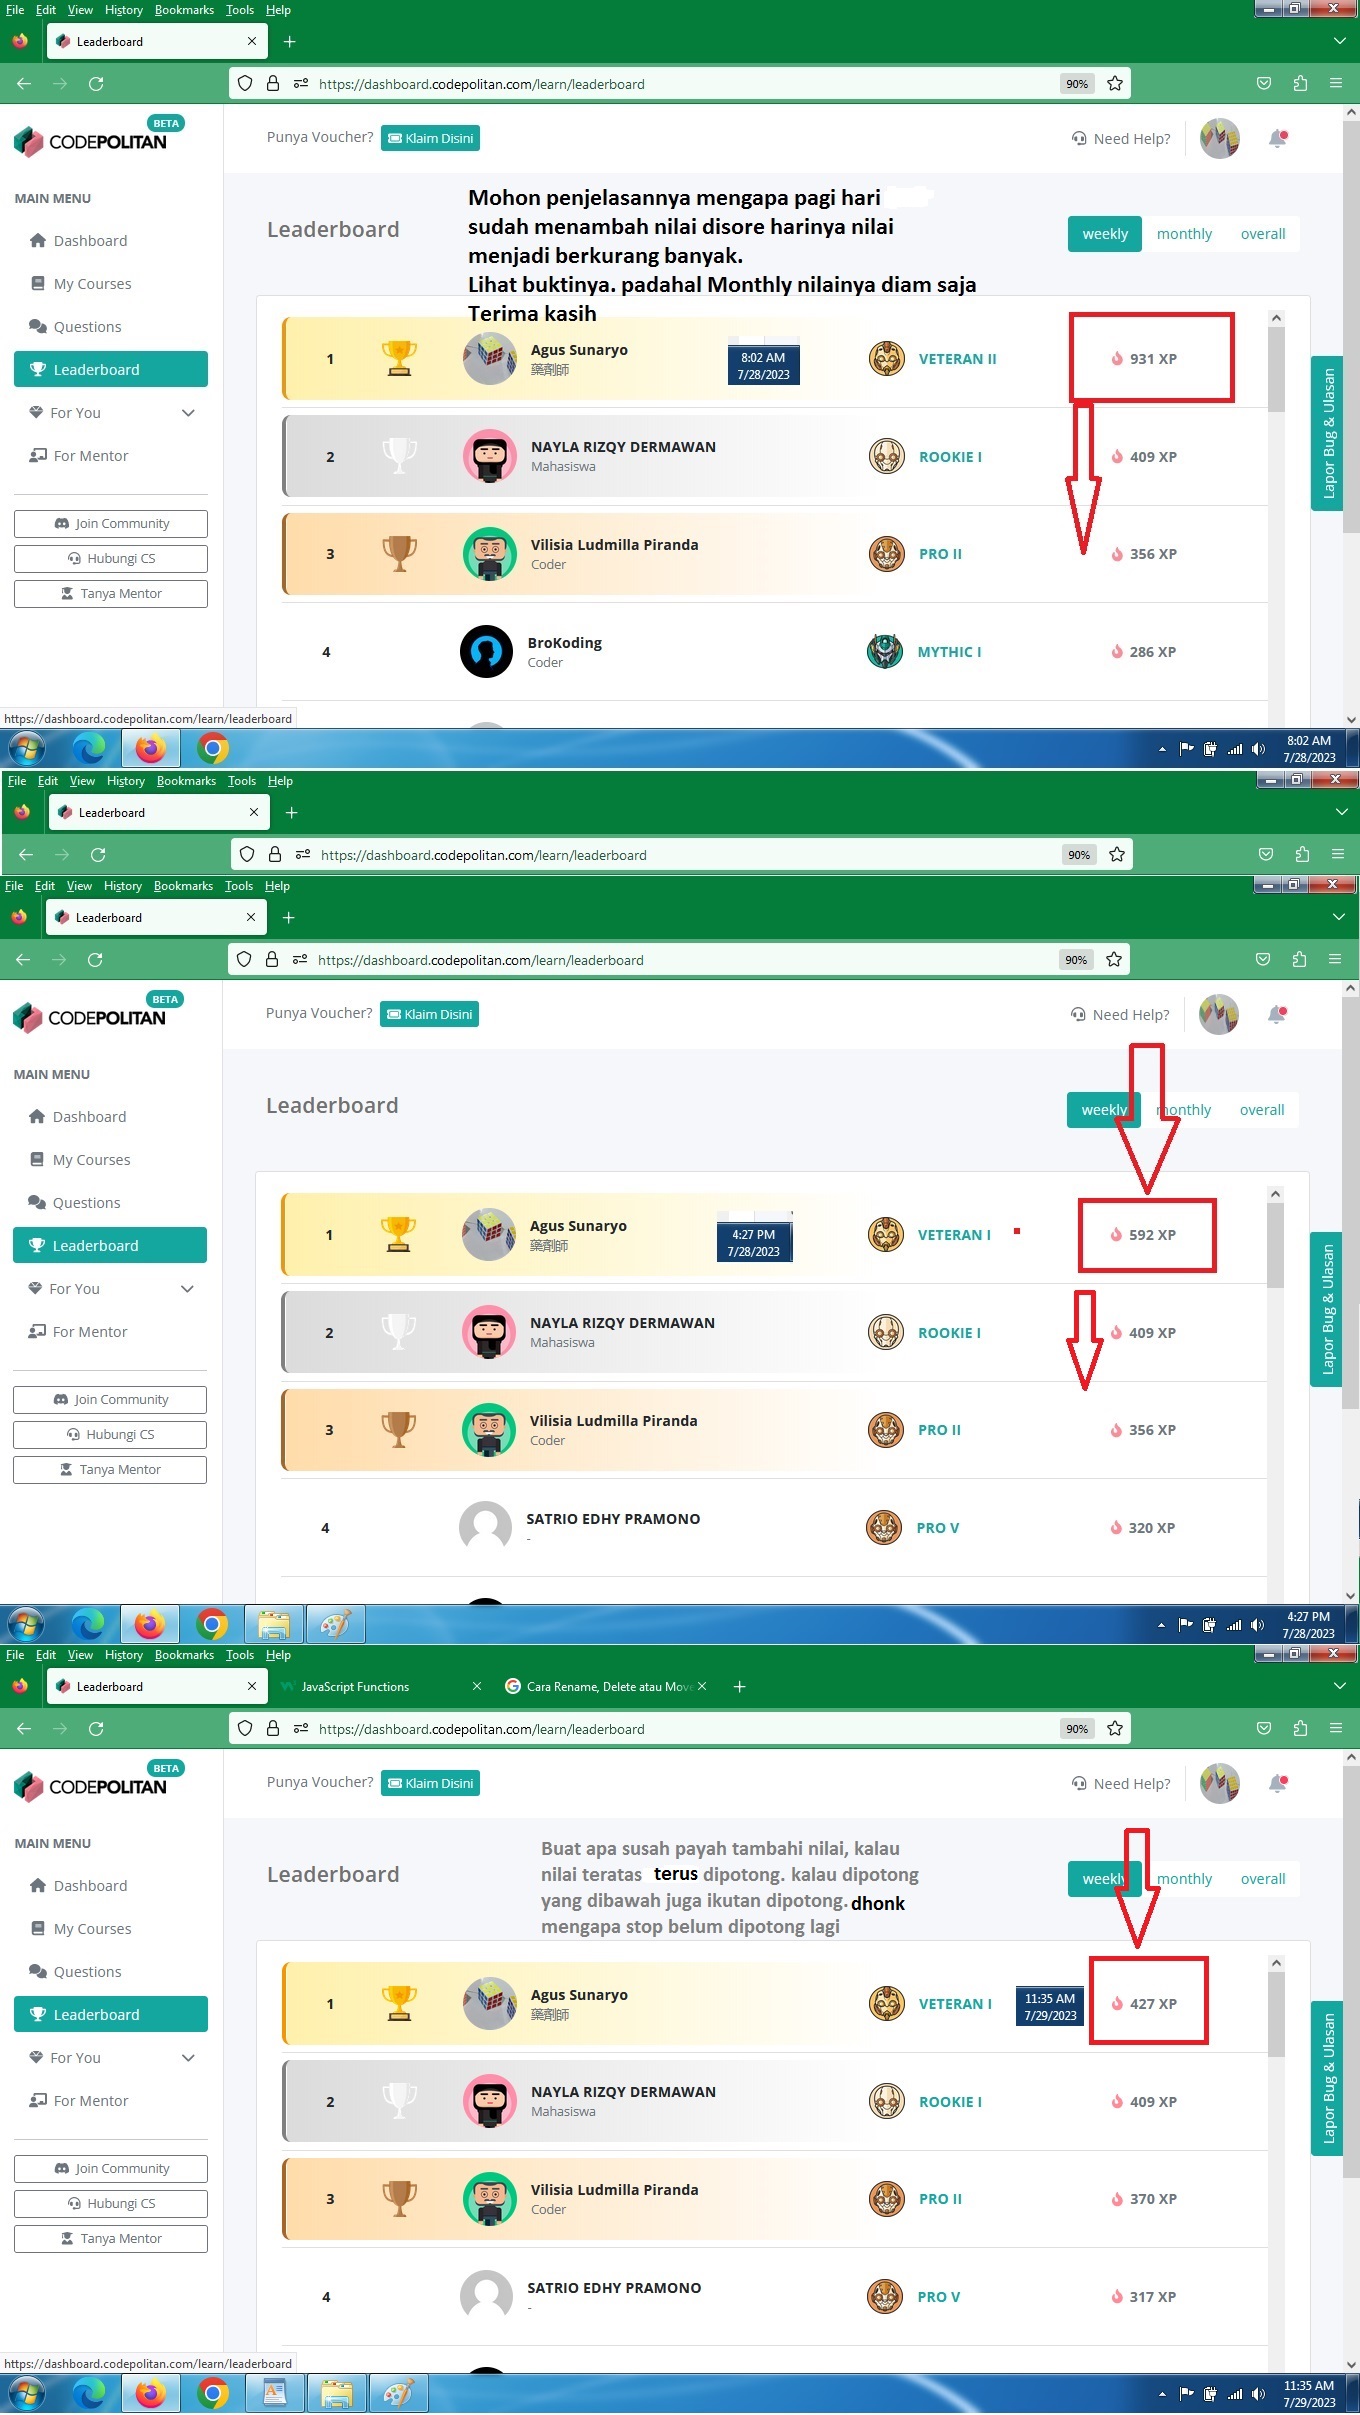 File Edit View History Bookmarks Tools Help
Leaderboard
https://dashboard.codepolitan.com/learn/leaderboard
90%
BETA
CODEPOLITAN
Punya Voucher? Klaim Disini
Need Help?
MAIN MENU
Dashboard
My Courses
Questions
Leaderboard
For You
For Mentor
Join Community
Hubungi CS
Tanya Mentor
Leaderboard
Mohon penjelasannya mengapa pagi hari
sudah menambah nilai disore harinya nilai
menjadi berkurang banyak.
Lihat buktinya. padahal Monthly nilainya diam saja
Terima kasih
weekly monthly overall
1 Agus Sunaryo VETERAN II 931 XP
藥剤師
8:02 AM
7/28/2023
2 NAYLA RIZQY DERMAWAN ROOKIE I 409 XP
Mahasiswa
3 Vilisia Ludmilla Piranda PRO II 356 XP
Coder
4 BroKoding MYTHIC I 286 XP
Coder
Lapor Bug & Ulasan
https://dashboard.codepolitan.com/learn/leaderboard
8:02 AM
7/28/2023
File Edit View History Bookmarks Tools Help
Leaderboard
https://dashboard.codepolitan.com/learn/leaderboard
90%
File Edit View History Bookmarks Tools Help
Leaderboard
https://dashboard.codepolitan.com/learn/leaderboard
90%
BETA
CODEPOLITAN
Punya Voucher? Klaim Disini
Need Help?
MAIN MENU
Dashboard
My Courses
Questions
Leaderboard
For You
For Mentor
Join Community
Hubungi CS
Tanya Mentor
Leaderboard
weekly monthly overall
1 Agus Sunaryo VETERAN I 592 XP
藥剤師
4:27 PM
7/28/2023
2 NAYLA RIZQY DERMAWAN ROOKIE I 409 XP
Mahasiswa
3 Vilisia Ludmilla Piranda PRO II 356 XP
Coder
4 SATRIO EDHY PRAMONO PRO V 320 XP
-
Lapor Bug & Ulasan
4:27 PM
7/28/2023
File Edit View History Bookmarks Tools Help
Leaderboard
JavaScript Functions
Cara Rename, Delete atau Move
https://dashboard.codepolitan.com/learn/leaderboard
90%
BETA
CODEPOLITAN
Punya Voucher? Klaim Disini
Need Help?
MAIN MENU
Dashboard
My Courses
Questions
Leaderboard
For You
For Mentor
Join Community
Hubungi CS
Tanya Mentor
Leaderboard
Buat apa susah payah tambahi nilai, kalau
nilai teratas terus dipotong. kalau dipotong
yang dibawah juga ikutan dipotong. dhonk
mengapa stop belum dipotong lagi
weekly monthly overall
1 Agus Sunaryo VETERAN I 427 XP
藥剤師
11:35 AM
7/29/2023
2 NAYLA RIZQY DERMAWAN ROOKIE I 409 XP
Mahasiswa
3 Vilisia Ludmilla Piranda PRO II 370 XP
Coder
4 SATRIO EDHY PRAMONO PRO V 317 XP
-
Lapor Bug & Ulasan
https://dashboard.codepolitan.com/learn/leaderboard
11:35 AM
7/29/2023